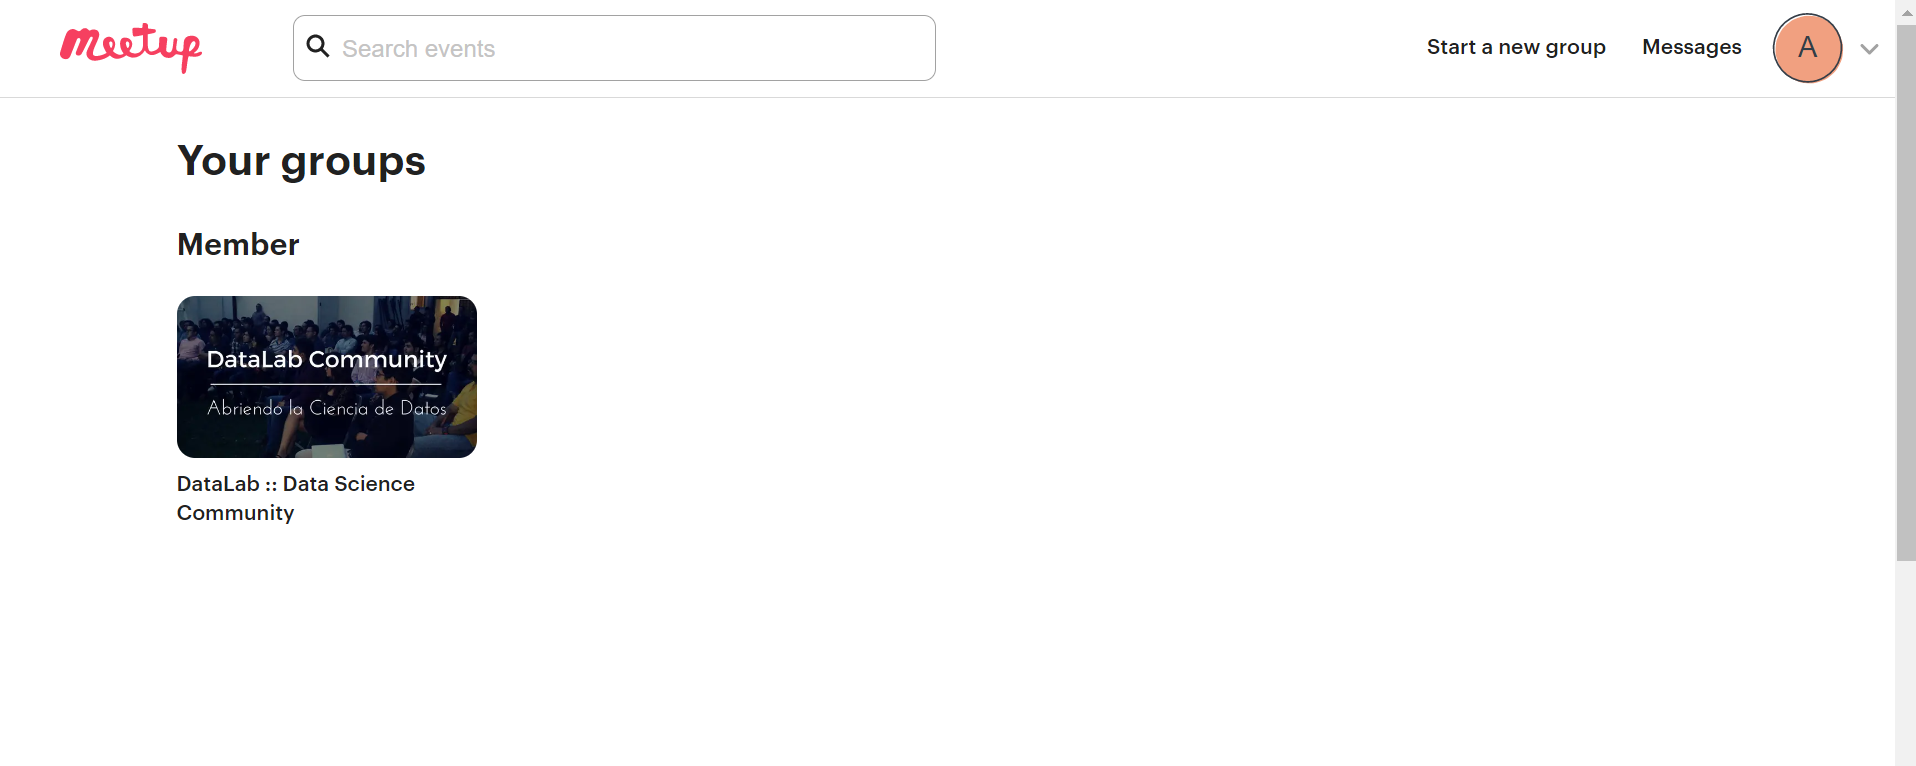 meetup
Search events
Start a new group
Messages
A
Your groups
Member
DataLab Community
Abriendo la Ciencia de Datos
DataLab :: Data Science
Community